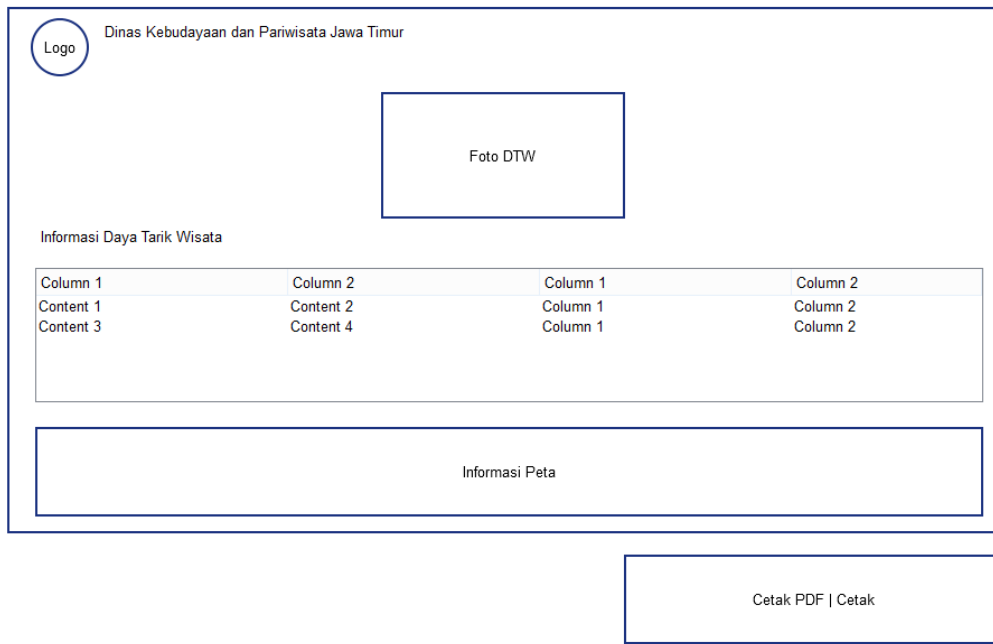 Logo
Dinas Kebudayaan dan Pariwisata Jawa Timur
Foto DTW
Informasi Daya Tarik Wisata
Column 1 Column 2 Column 1 Column 2
Content 1 Content 2 Column 1 Column 2
Content 3 Content 4 Column 1 Column 2
Informasi Peta
Cetak PDF | Cetak